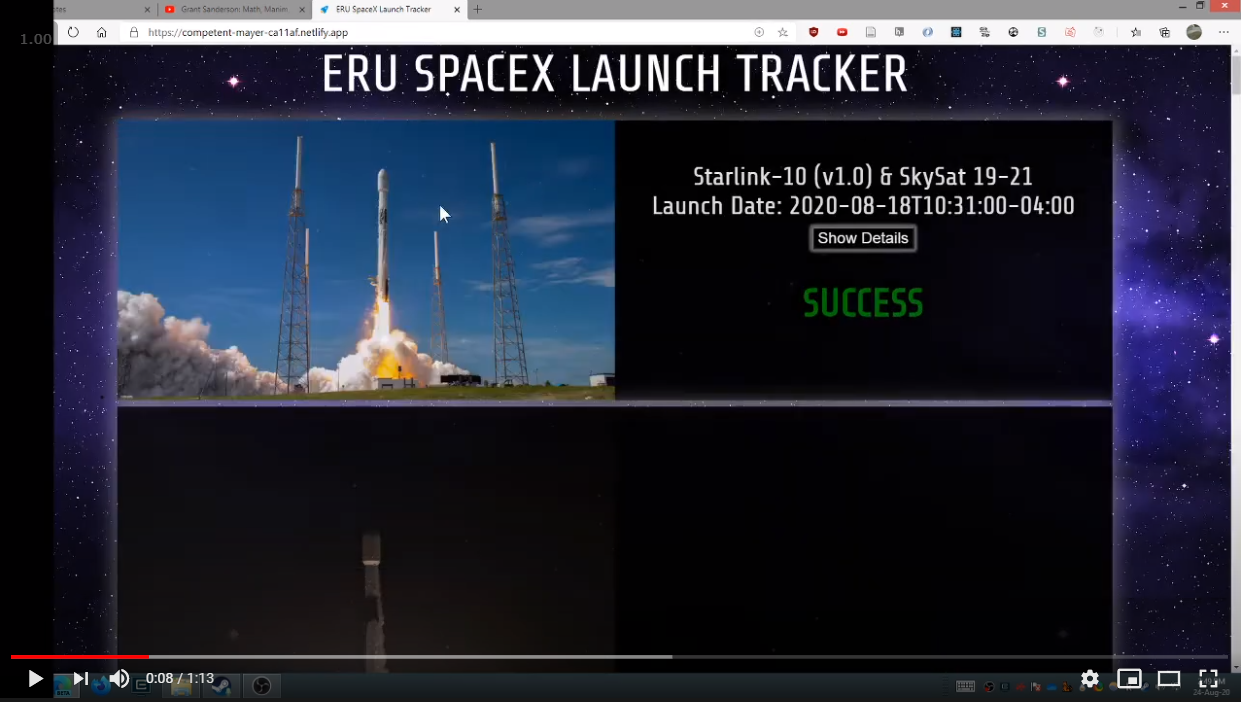 otes
Grant Sanderson: Math, Manim
ERU SpaceX Launch Tracker
1.00
https://competent-mayer-ca11af.netlify.app
ERU SPACEX LAUNCH TRACKER
Starlink-10 (v1.0) & SkySat 19-21
Launch Date: 2020-08-18T10:31:00-04:00
Show Details
SUCCESS
0:08 / 1:13
BETA
24-Aug-20